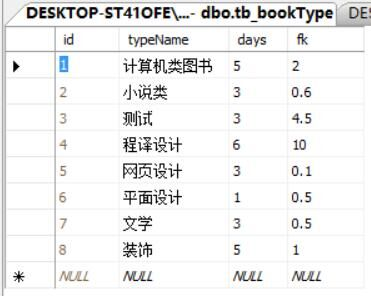 DESKTOP-ST41OFE\...- dbo.tb_bookType DES
id typeName days fk
1 计算机类图书 5 2
2 小说类 3 0.6
3 测试 3 4.5
4 程译设计 6 10
5 网页设计 3 0.1
6 平面设计 1 0.5
7 文学 3 0.5
8 装饰 5 1
NULL NULL NULL NULL